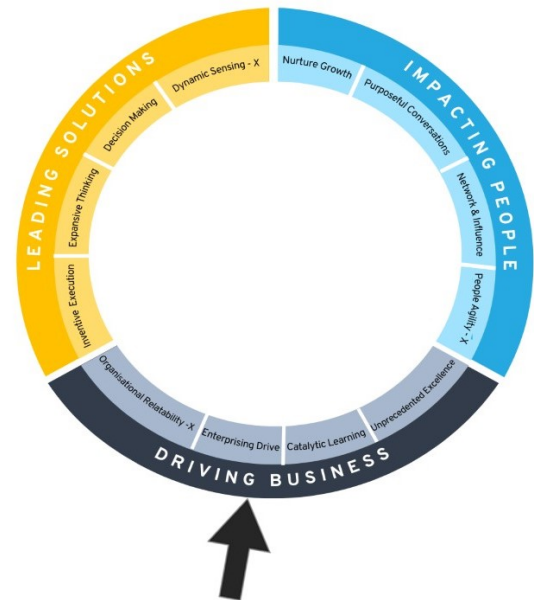 LEADING SOLUTIONS
Inventive Execution
Expansive Thinking
Decision Making
Dynamic Sensing - X
IMPACTING PEOPLE
Nurture Growth
Purposeful Conversations
Network & Influence
People Agility - X
DRIVING BUSINESS
Organisational Relatability -X
Enterprising Drive
Catalytic Learning
Unprecedented Excellence